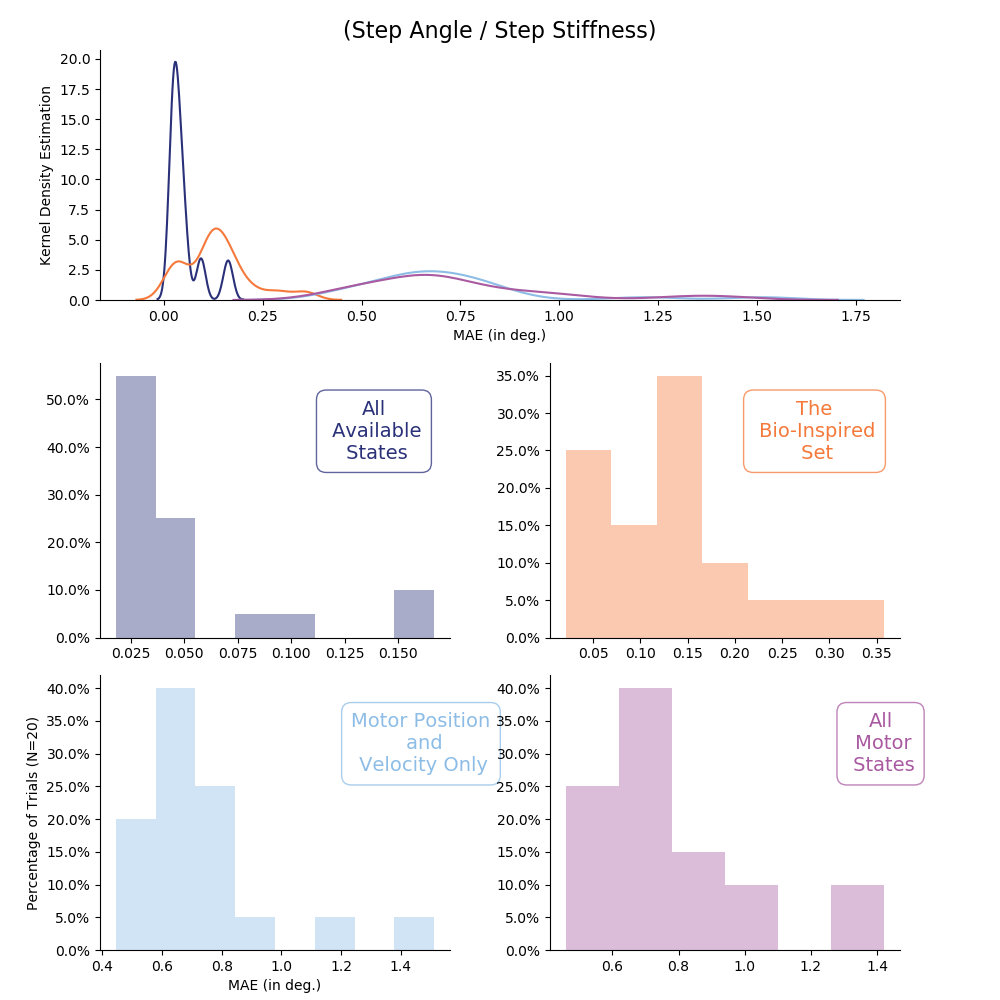 (Step Angle / Step Stiffness)
20.0
17.5
15.0
12.5
10.0
7.5
5.0
2.5
0.0
Kernel Density Estimation
0.00 0.25 0.50 0.75 1.00 1.25 1.50 1.75
MAE (in deg.)
50.0%
40.0%
30.0%
20.0%
10.0%
0.0%
0.025 0.050 0.075 0.100 0.125 0.150
All
Available
States
35.0%
30.0%
25.0%
20.0%
15.0%
10.0%
5.0%
0.0%
0.05 0.10 0.15 0.20 0.25 0.30 0.35
The
Bio-Inspired
Set
40.0%
35.0%
30.0%
25.0%
20.0%
15.0%
10.0%
5.0%
0.0%
Percentage of Trials (N=20)
0.4 0.6 0.8 1.0 1.2 1.4
MAE (in deg.)
Motor Position
and
Velocity Only
40.0%
35.0%
30.0%
25.0%
20.0%
15.0%
10.0%
5.0%
0.0%
0.6 0.8 1.0 1.2 1.4
All
Motor
States